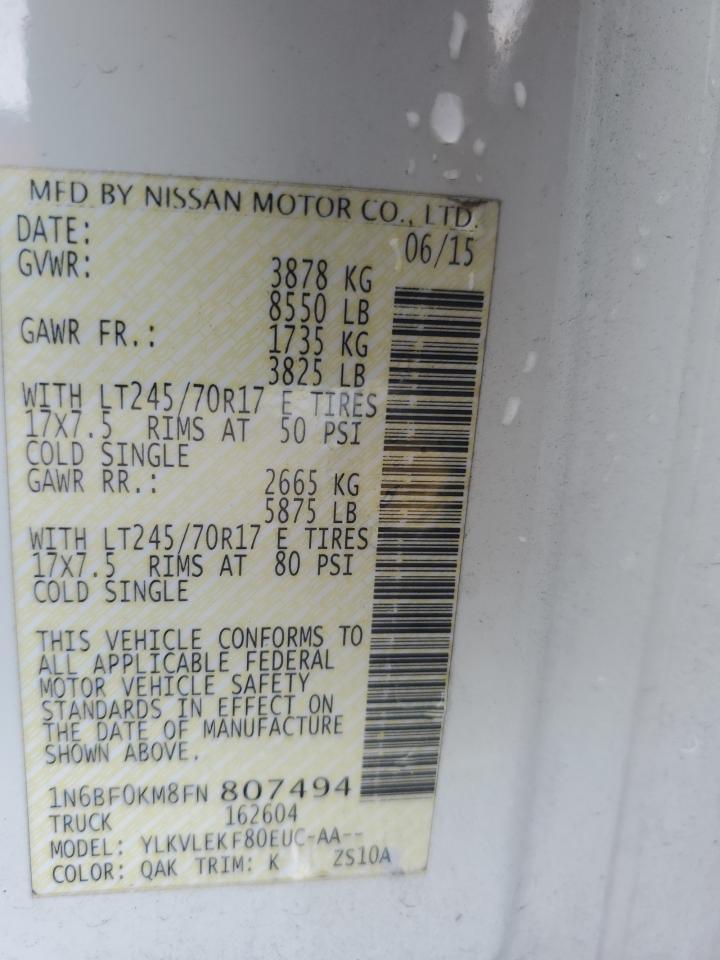 MFD BY NISSAN MOTOR CO., LTD.
DATE: 06/15
GVWR: 3878 KG
8550 LB
GAWR FR.: 1735 KG
3825 LB
WITH LT245/70R17 E TIRES
17X7.5 RIMS AT 50 PSI
COLD SINGLE
GAWR RR.: 2665 KG
5875 LB
WITH LT245/70R17 E TIRES
17X7.5 RIMS AT 80 PSI
COLD SINGLE
THIS VEHICLE CONFORMS TO
ALL APPLICABLE FEDERAL
MOTOR VEHICLE SAFETY
STANDARDS IN EFFECT ON
THE DATE OF MANUFACTURE
SHOWN ABOVE.
1N6BF0KM8FN 807494
TRUCK 162604
MODEL: YLKVLEKF80EUC-AA--
COLOR: QAK TRIM: K ZS10A